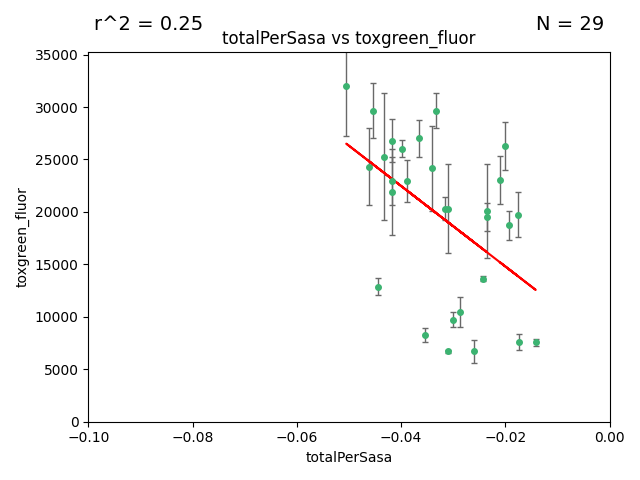 r^2 = 0.25
N = 29
totalPerSasa vs toxgreen_fluor
35000
30000
25000
20000
15000
10000
5000
0
toxgreen_fluor
−0.10
−0.08
−0.06
−0.04
−0.02
0.00
totalPerSasa